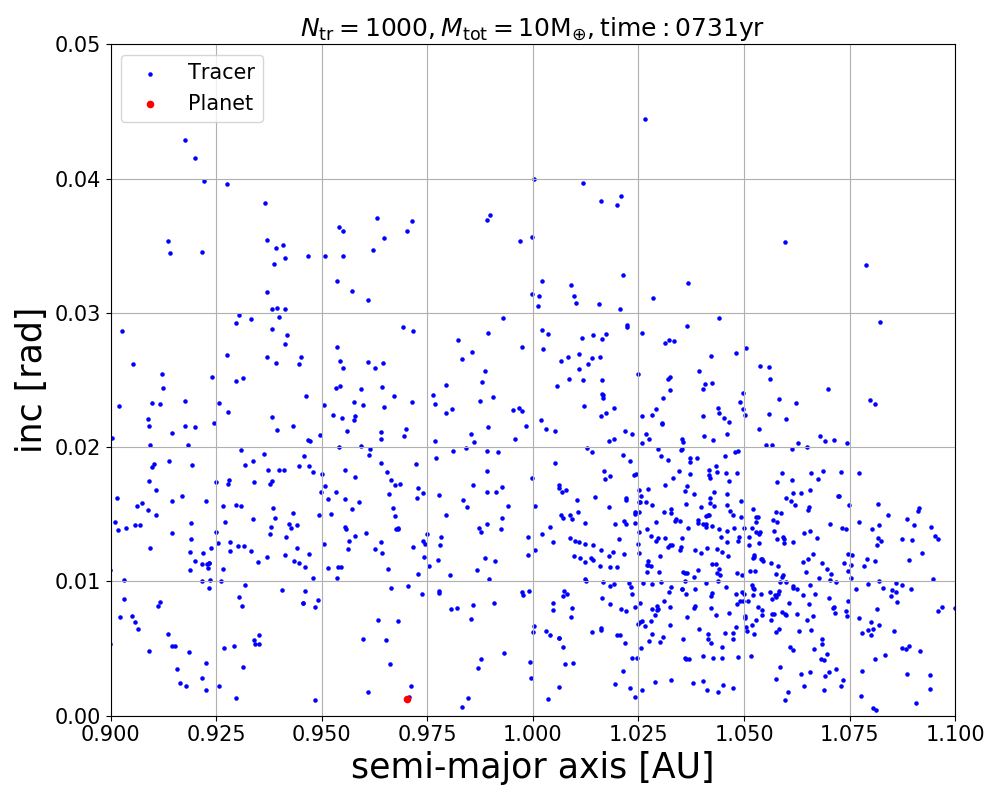 N_tr = 1000, M_tot = 10M_⊕, time : 0731yr
0.05
Tracer
Planet
0.04
0.03
inc [rad]
0.02
0.01
0.00
0.900 0.925 0.950 0.975 1.000 1.025 1.050 1.075 1.100
semi-major axis [AU]